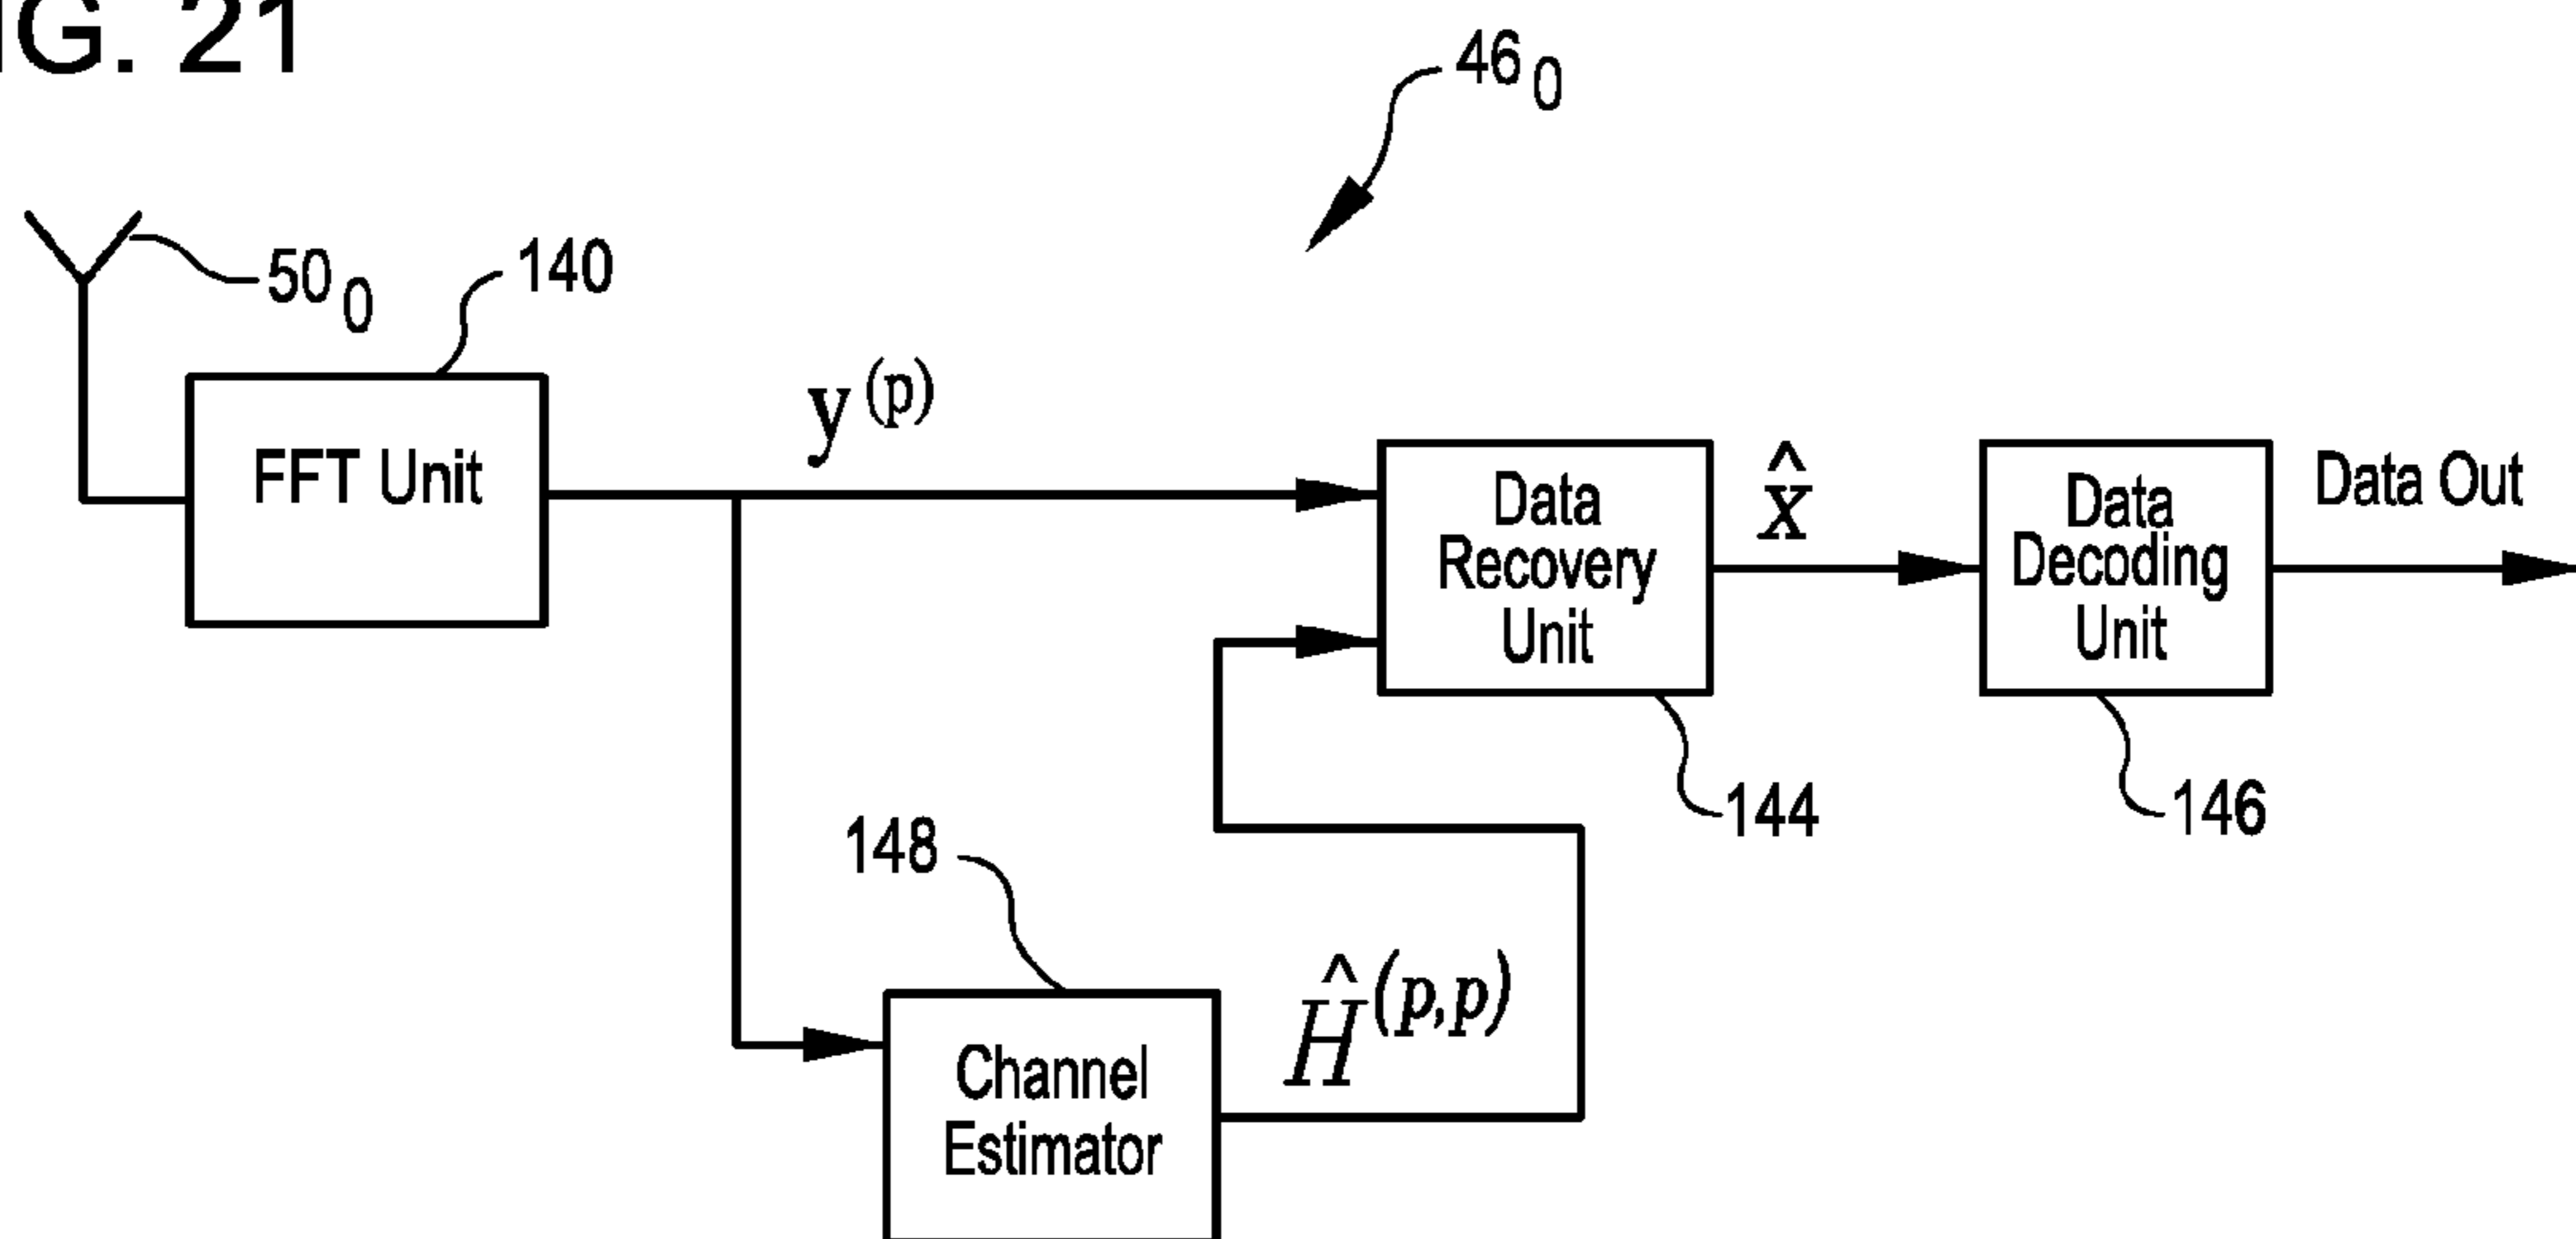 IG. 21
46 0
50 0
140
y (p)
FFT Unit
Data
Recovery
Unit
x̂
Data
Decoding
Unit
Data Out
144
146
148
Ĥ (p,p)
Channel
Estimator